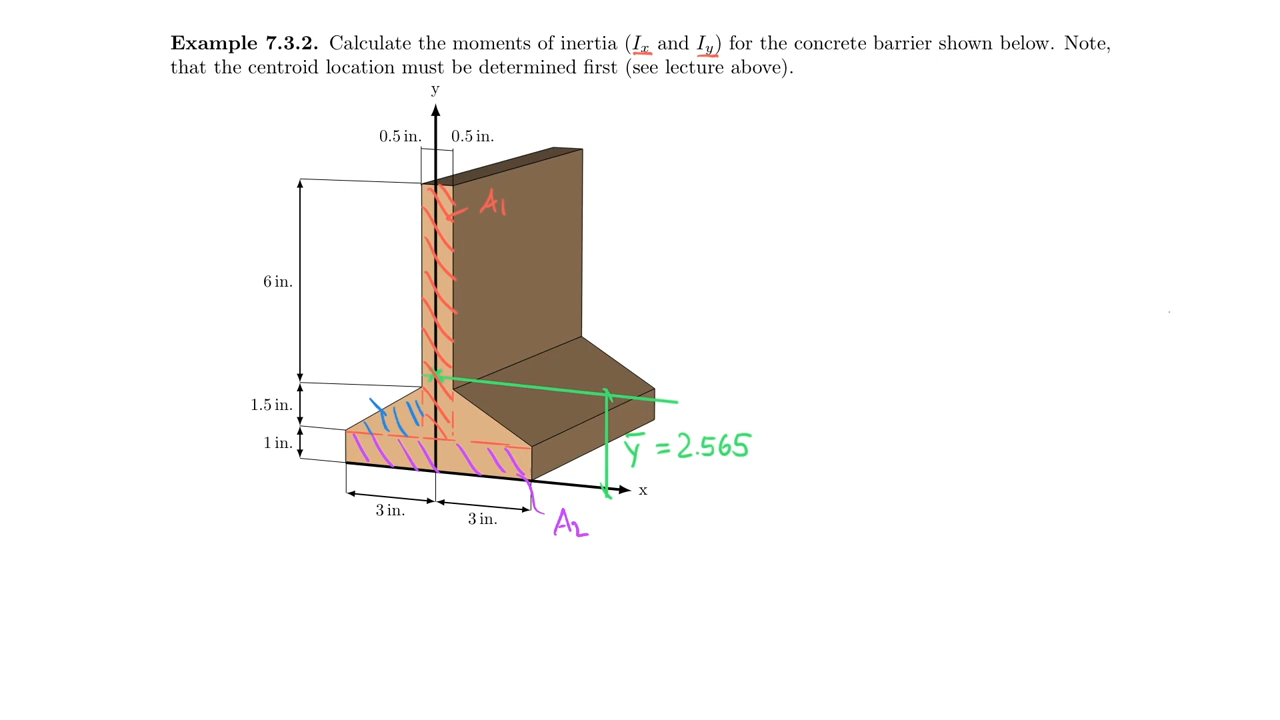 Example 7.3.2. Calculate the moments of inertia (Iₓ and I_y) for the concrete barrier shown below. Note,
that the centroid location must be determined first (see lecture above).
y
0.5 in. 0.5 in.
A1
6 in.
1.5 in.
1 in.
ȳ = 2.565
x
3 in.
3 in.
A2